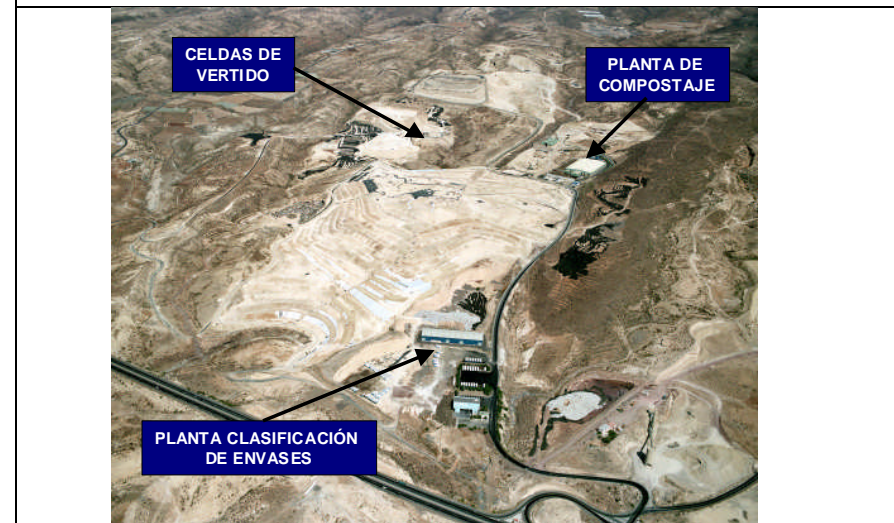 CELDAS DE
VERTIDO
PLANTA DE
COMPOSTAJE
PLANTA CLASIFICACIÓN
DE ENVASES